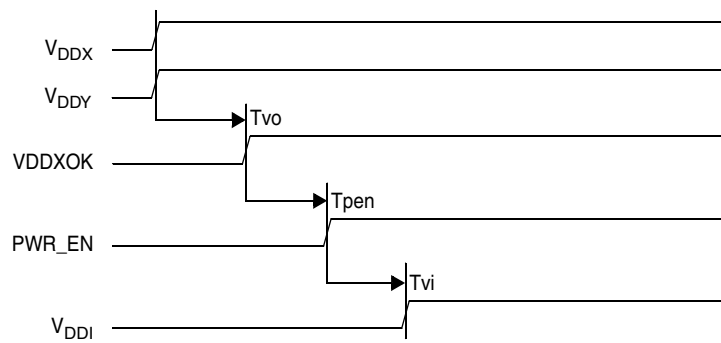 VDDX
VDDY
Tvo
VDDXOK
Tpen
PWR_EN
Tvi
VDDI